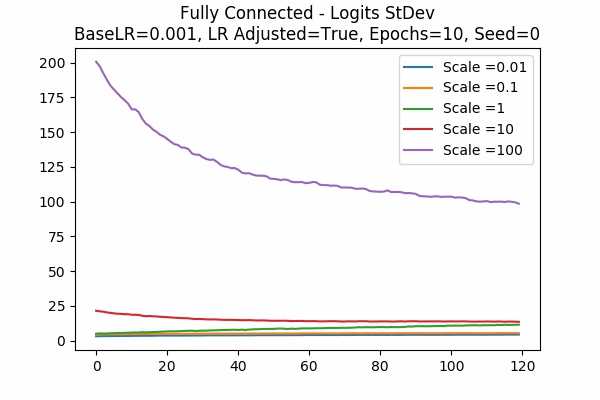 Fully Connected - Logits StDev
BaseLR=0.001, LR Adjusted=True, Epochs=10, Seed=0
200
175
150
125
100
75
50
25
0
Scale =0.01
Scale =0.1
Scale =1
Scale =10
Scale =100
0 20 40 60 80 100 120